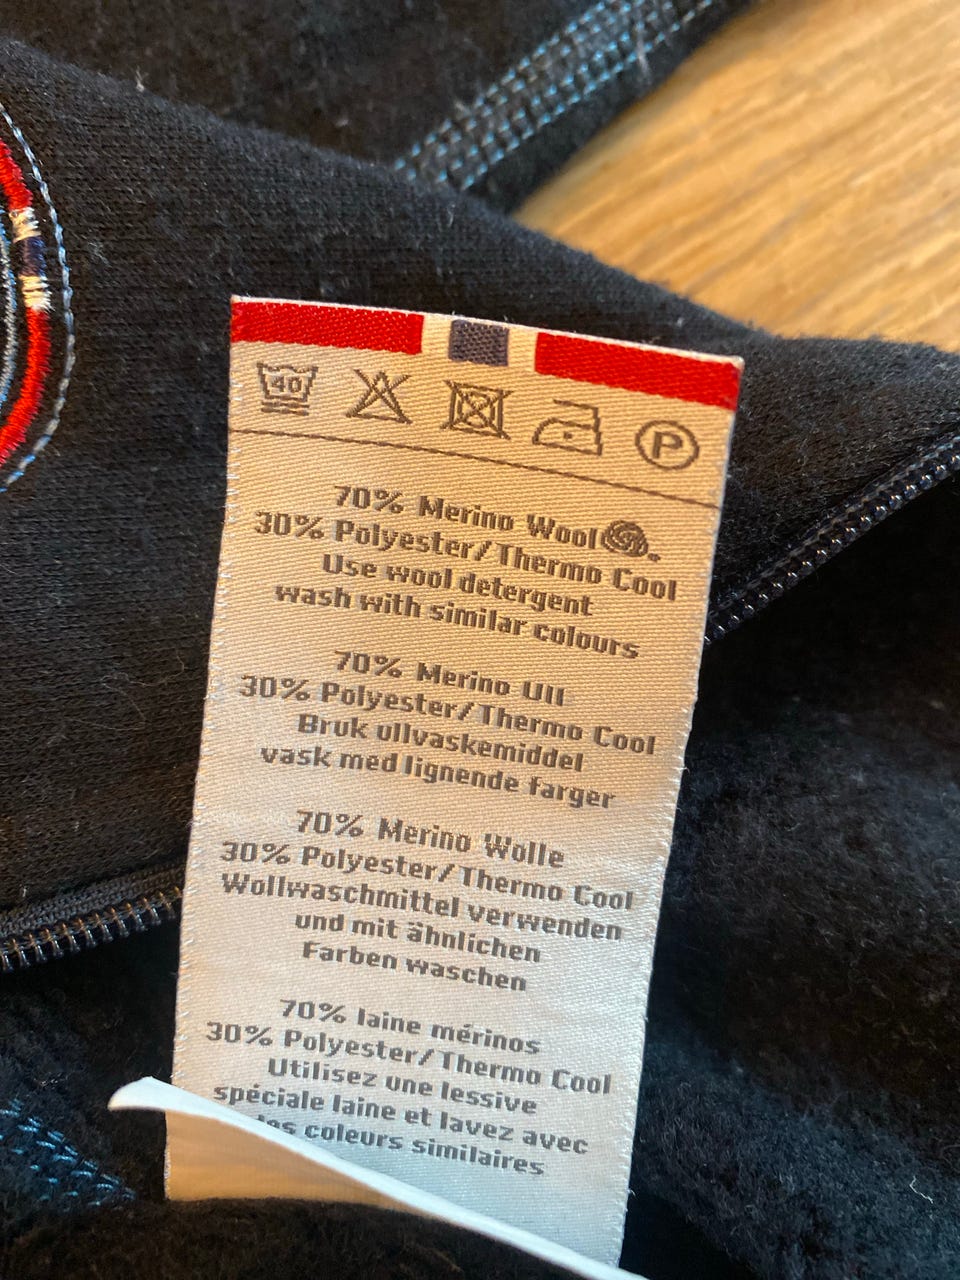 40
P
70% Merino Wool
30% Polyester/Thermo Cool
Use wool detergent
wash with similar colours
70% Merino Ull
30% Polyester/Thermo Cool
Bruk ullvaskemiddel
vask med lignende farger
70% Merino Wolle
30% Polyester/Thermo Cool
Wollwaschmittel verwenden
und mit ähnlichen
Farben waschen
70% laine mérinos
30% Polyester/Thermo Cool
Utilisez une lessive
spéciale laine et lavez avec
coleurs similaires